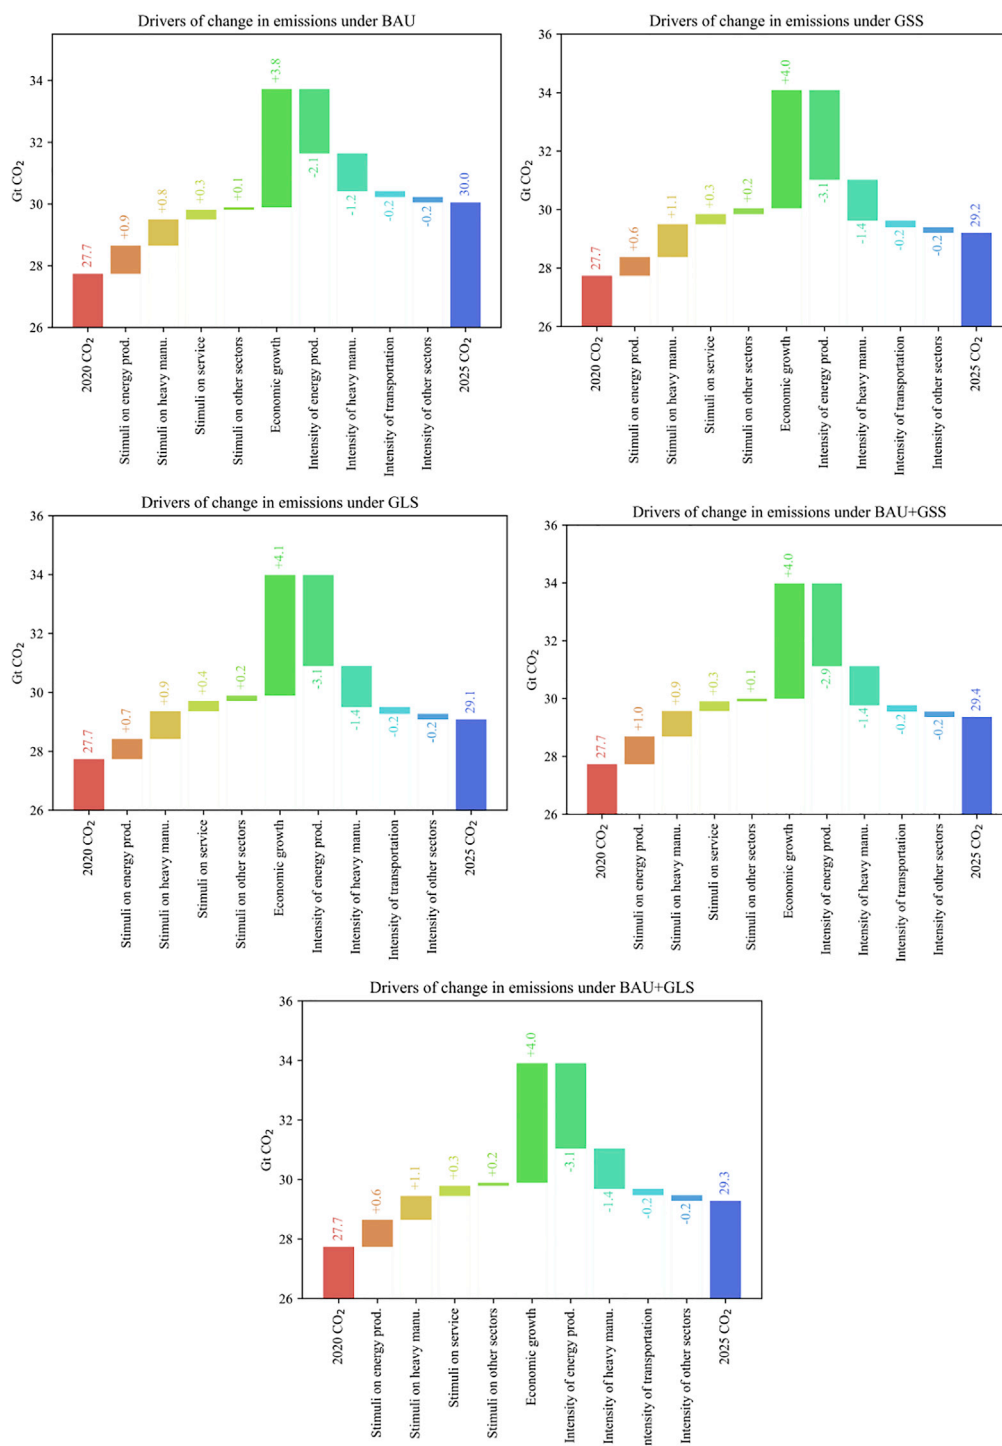 Drivers of change in emissions under BAU
Gt CO₂
34
32
30
28
26
27.7
+0.9
+0.8
+0.3
+0.1
+3.8
-2.1
-1.2
-0.2
-0.2
30.0
2020 CO₂
Stimuli on energy prod.
Stimuli on heavy manu.
Stimuli on service
Stimuli on other sectors
Economic growth
Intensity of energy prod.
Intensity of heavy manu.
Intensity of transportation
Intensity of other sectors
2025 CO₂
Drivers of change in emissions under GSS
Gt CO₂
36
34
32
30
28
26
27.7
+0.6
+1.1
+0.3
+0.2
+4.0
-3.1
-1.4
-0.2
-0.2
29.2
2020 CO₂
Stimuli on energy prod.
Stimuli on heavy manu.
Stimuli on service
Stimuli on other sectors
Economic growth
Intensity of energy prod.
Intensity of heavy manu.
Intensity of transportation
Intensity of other sectors
2025 CO₂
Drivers of change in emissions under GLS
Gt CO₂
36
34
32
30
28
26
27.7
+0.7
+0.9
+0.4
+0.2
+4.1
-3.1
-1.4
-0.2
-0.2
29.1
2020 CO₂
Stimuli on energy prod.
Stimuli on heavy manu.
Stimuli on service
Stimuli on other sectors
Economic growth
Intensity of energy prod.
Intensity of heavy manu.
Intensity of transportation
Intensity of other sectors
2025 CO₂
Drivers of change in emissions under BAU+GSS
Gt CO₂
36
34
32
30
28
26
27.7
+1.0
+0.9
+0.3
+0.1
+4.0
-2.9
-1.4
-0.2
-0.2
29.4
2020 CO₂
Stimuli on energy prod.
Stimuli on heavy manu.
Stimuli on service
Stimuli on other sectors
Economic growth
Intensity of energy prod.
Intensity of heavy manu.
Intensity of transportation
Intensity of other sectors
2025 CO₂
Drivers of change in emissions under BAU+GLS
Gt CO₂
36
34
32
30
28
26
27.7
+0.6
+1.1
+0.3
+0.2
+4.0
-3.1
-1.4
-0.2
-0.2
29.3
2020 CO₂
Stimuli on energy prod.
Stimuli on heavy manu.
Stimuli on service
Stimuli on other sectors
Economic growth
Intensity of energy prod.
Intensity of heavy manu.
ntensity of transportation
Intensity of other sectors
2025 CO₂